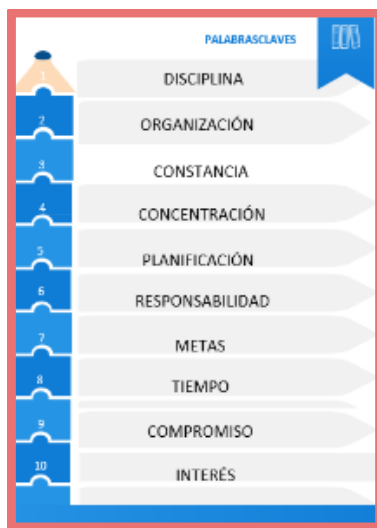 PALABRASCLAVES
1 DISCIPLINA
2 ORGANIZACIÓN
3 CONSTANCIA
4 CONCENTRACIÓN
5 PLANIFICACIÓN
6 RESPONSABILIDAD
7 METAS
8 TIEMPO
9 COMPROMISO
10 INTERÉS